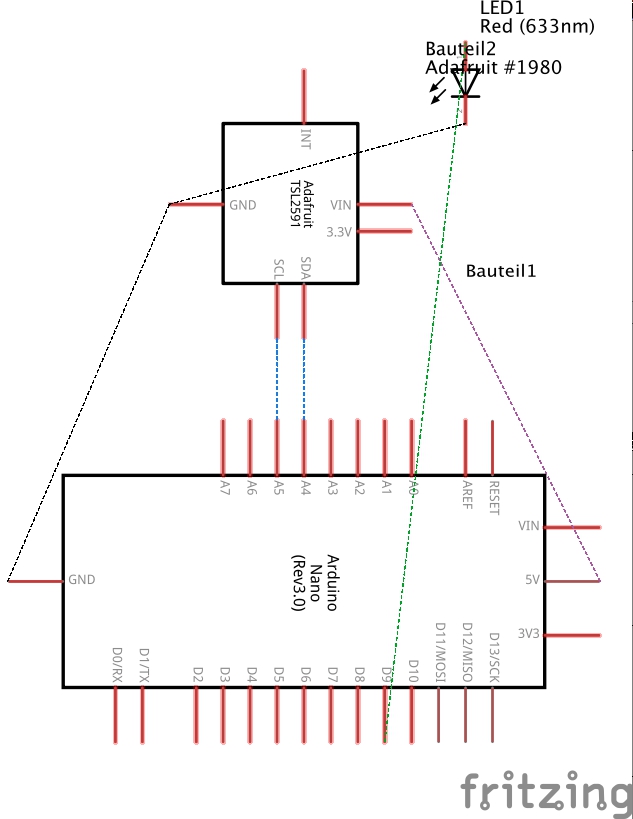 LED1
Red (633nm)
Bauteil2
Adafruit #1980
INT
Adafruit
TSL2591
GND
VIN
3.3V
SCL
SDA
Bauteil1
A7
A6
A5
A4
A3
A2
A1
A0
AREF
RESET
VIN
GND
5V
Arduino
Nano
(Rev3.0)
3V3
D0/RX
D1/TX
D2
D3
D4
D5
D6
D7
D8
D9
D10
D11/MOSI
D12/MISO
D13/SCK
fritzing